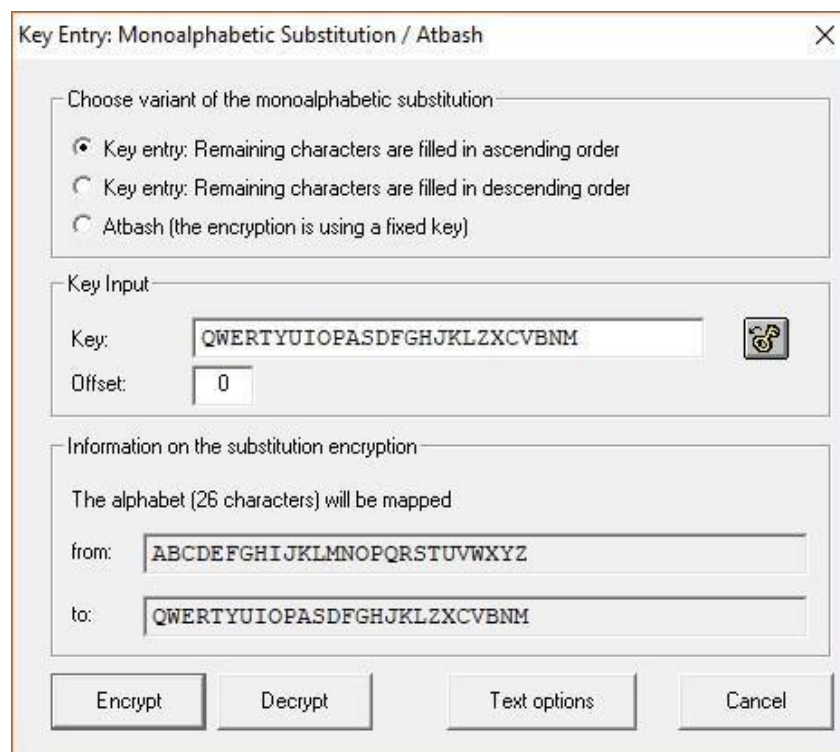 Key Entry: Monoalphabetic Substitution / Atbash
Choose variant of the monoalphabetic substitution
Key entry: Remaining characters are filled in ascending order
Key entry: Remaining characters are filled in descending order
Atbash (the encryption is using a fixed key)
Key Input
Key: QWERTYUIOPASDFGHJKLZXCVBNM
Offset: 0
Information on the substitution encryption
The alphabet (26 characters) will be mapped
from: ABCDEFGHIJKLMNOPQRSTUVWXYZ
to: QWERTYUIOPASDFGHJKLZXCVBNM
Encrypt Decrypt Text options Cancel